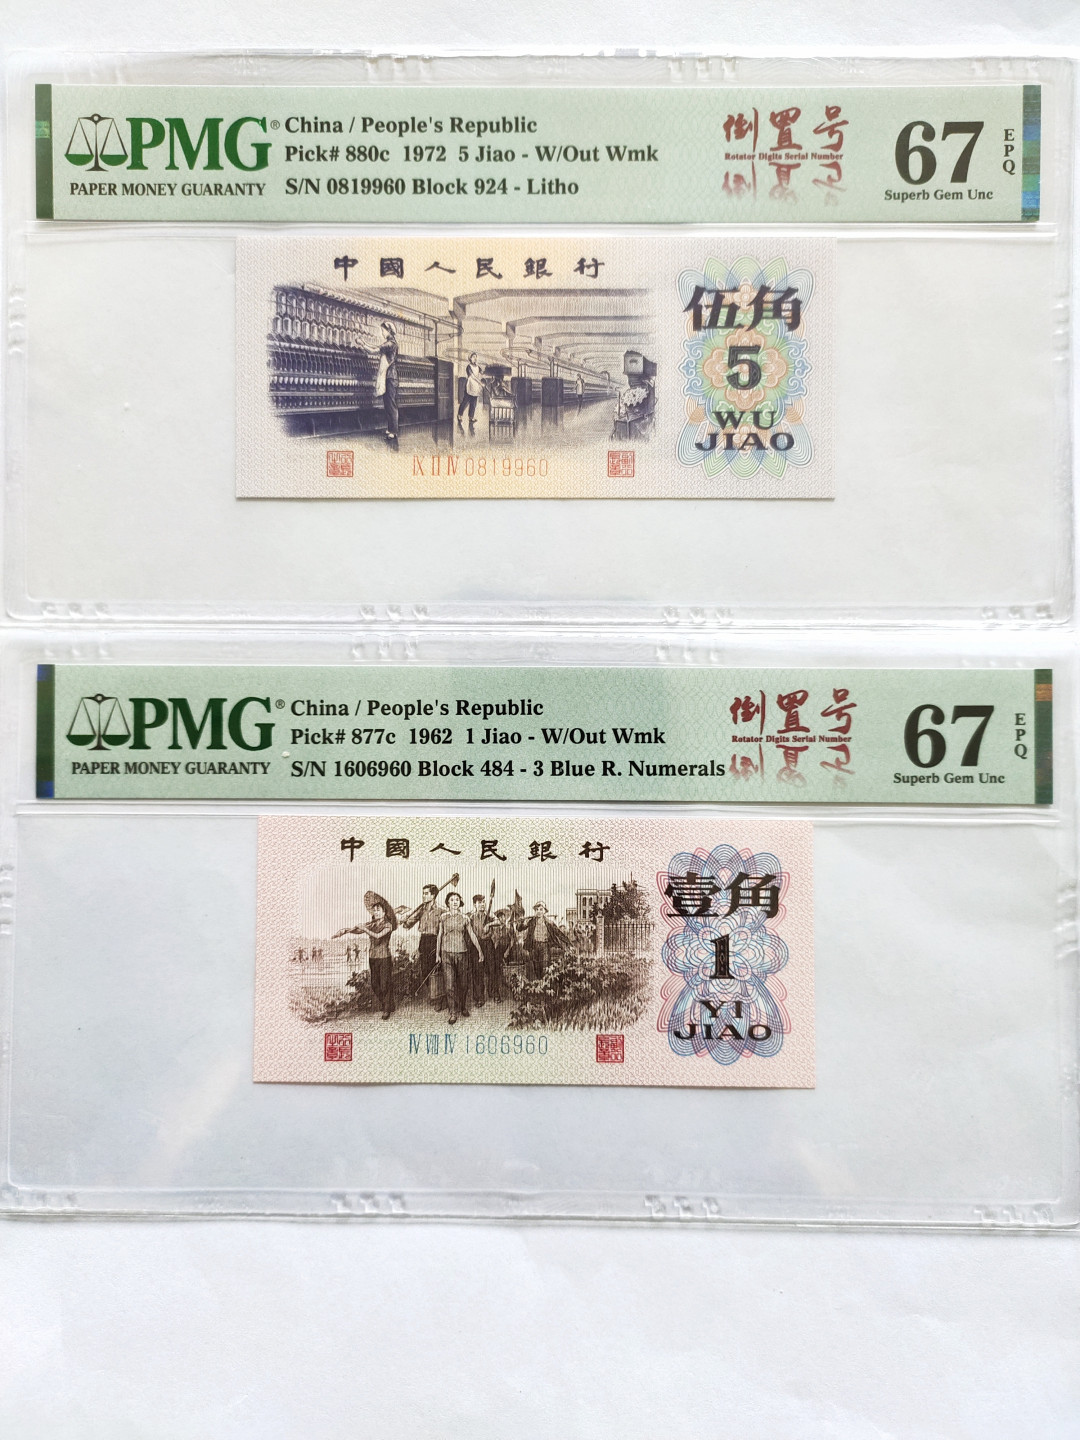 PMG®
PAPER MONEY GUARANTY
China / People's Republic
Pick# 880c 1972 5 Jiao - W/Out Wmk
S/N 0819960 Block 924 - Litho
倒置号
Rotator Digits Serial Number
67
EPQ
Superb Gem Unc
中國人民銀行
伍角
5
WU
JIAO
IX II IV 0819960
PMG®
PAPER MONEY GUARANTY
China / People's Republic
Pick# 877c 1962 1 Jiao - W/Out Wmk
S/N 1606960 Block 484 - 3 Blue R. Numerals
倒置号
Rotator Digits Serial Number
67
EPQ
Superb Gem Unc
中國人民銀行
壹角
1
YI
JIAO
IV VIII IV 1606960